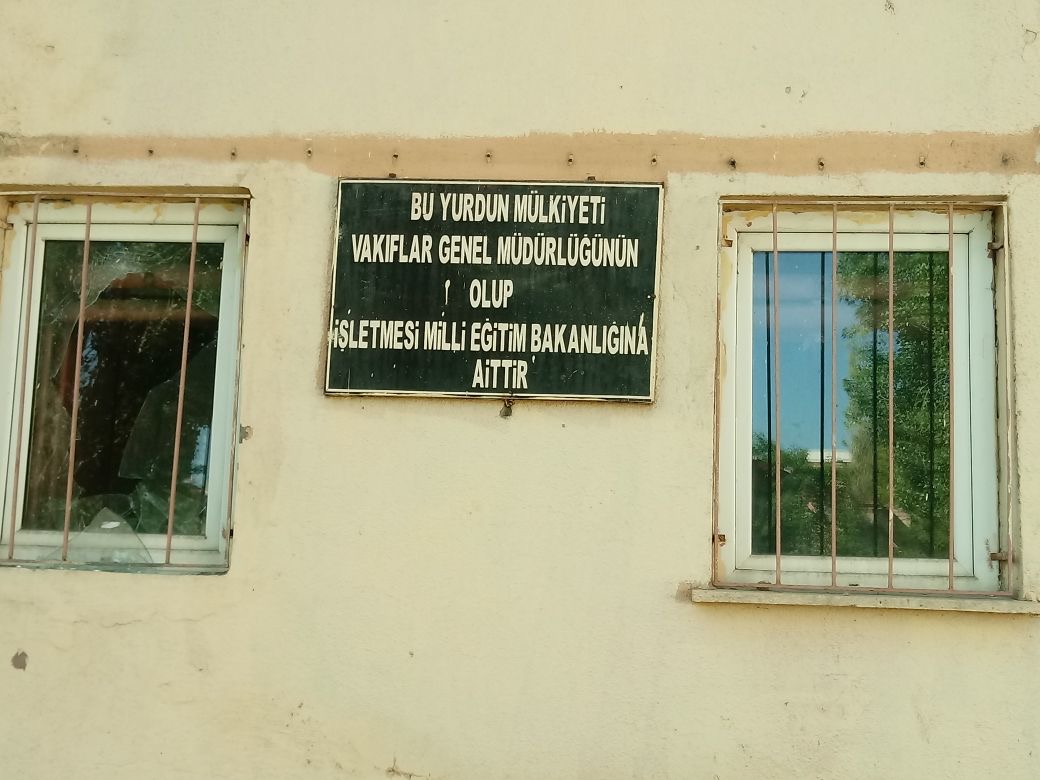 BU YURDUN MÜLKİYETİ
VAKIFLAR GENEL MÜDÜRLÜĞÜNÜN
OLUP
İŞLETMESİ MİLLİ EĞİTİM BAKANLIĞINA
AİTTİR